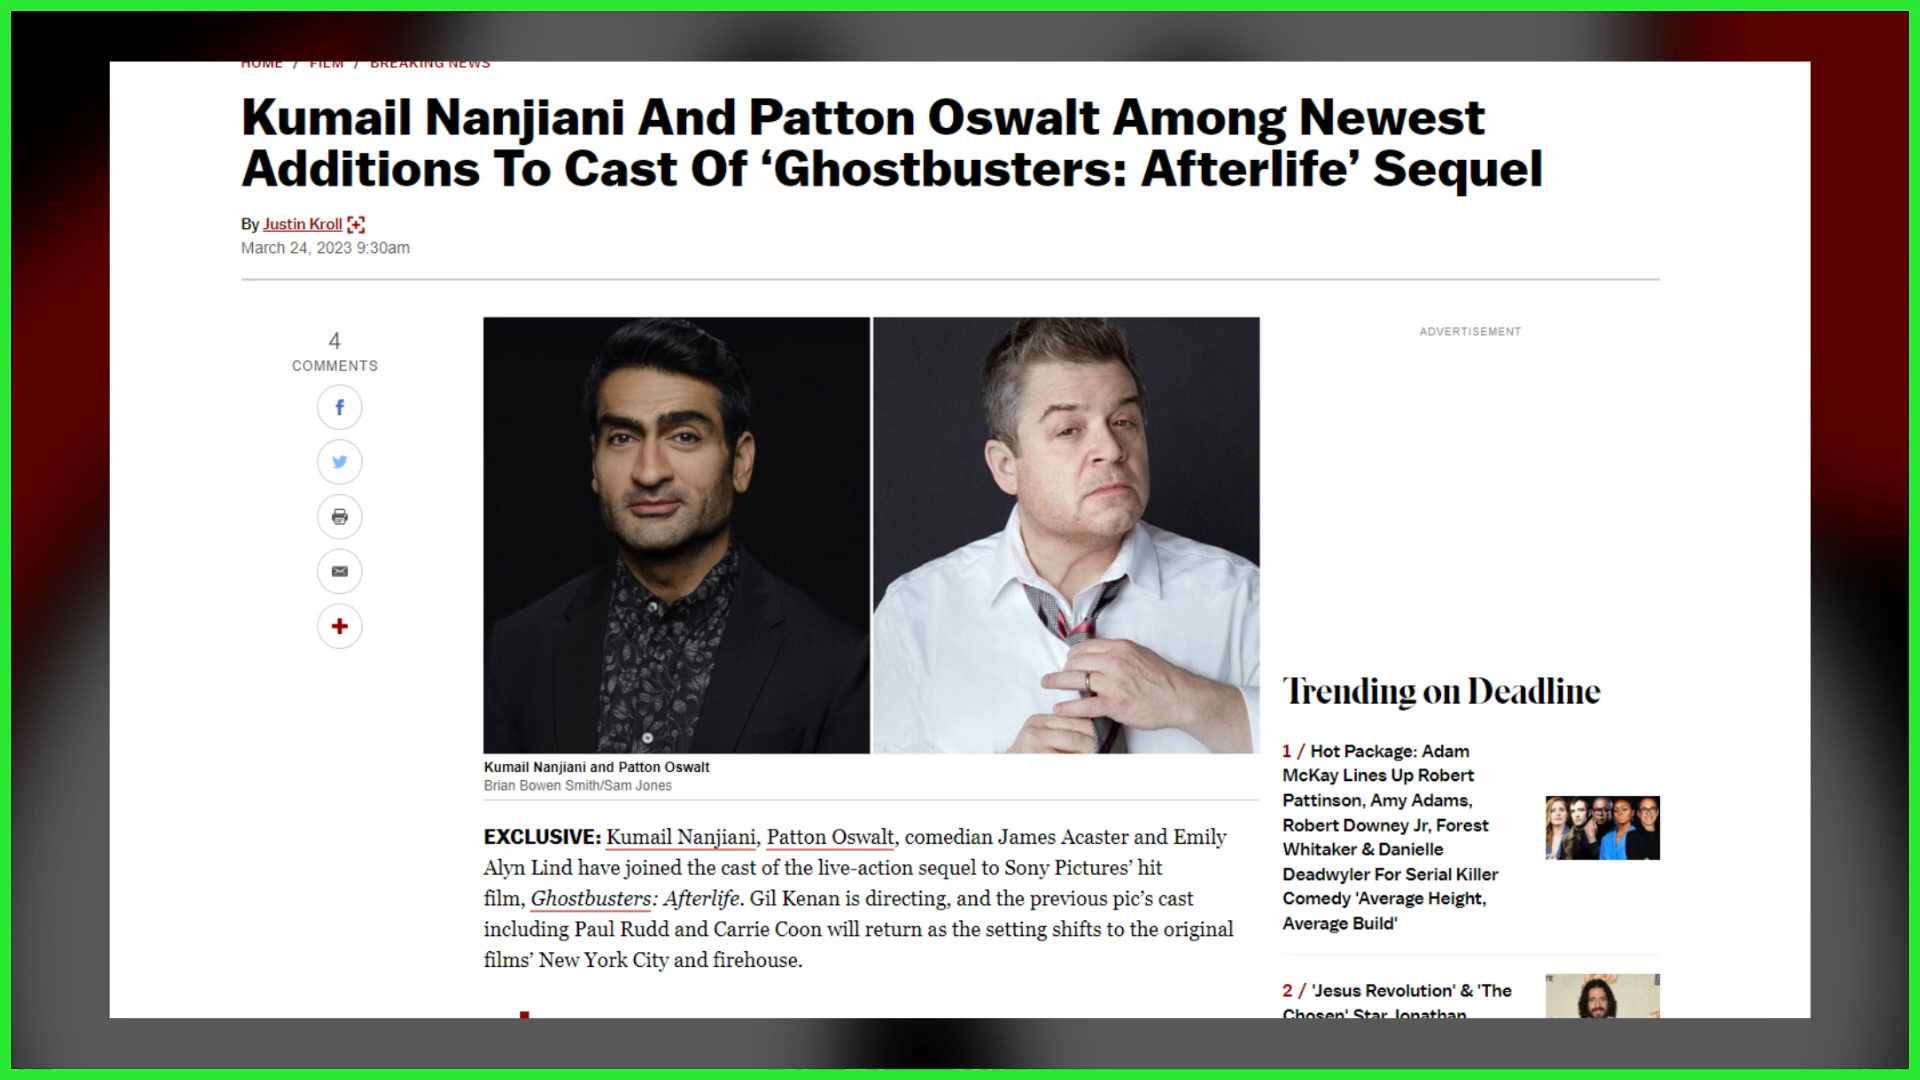 HOME / FILM / BREAKING NEWS
Kumail Nanjiani And Patton Oswalt Among Newest
Additions To Cast Of ‘Ghostbusters: Afterlife’ Sequel
By Justin Kroll
March 24, 2023 9:30am
4
COMMENTS
ADVERTISEMENT
Kumail Nanjiani and Patton Oswalt
Brian Bowen Smith/Sam Jones
EXCLUSIVE: Kumail Nanjiani, Patton Oswalt, comedian James Acaster and Emily
Alyn Lind have joined the cast of the live-action sequel to Sony Pictures’ hit
film, Ghostbusters: Afterlife. Gil Kenan is directing, and the previous pic’s cast
including Paul Rudd and Carrie Coon will return as the setting shifts to the original
films’ New York City and firehouse.
Trending on Deadline
1 / Hot Package: Adam
McKay Lines Up Robert
Pattinson, Amy Adams,
Robert Downey Jr, Forest
Whitaker & Danielle
Deadwyler For Serial Killer
Comedy 'Average Height,
Average Build'
2 / 'Jesus Revolution' & 'The
Chosen' Star Jonathan